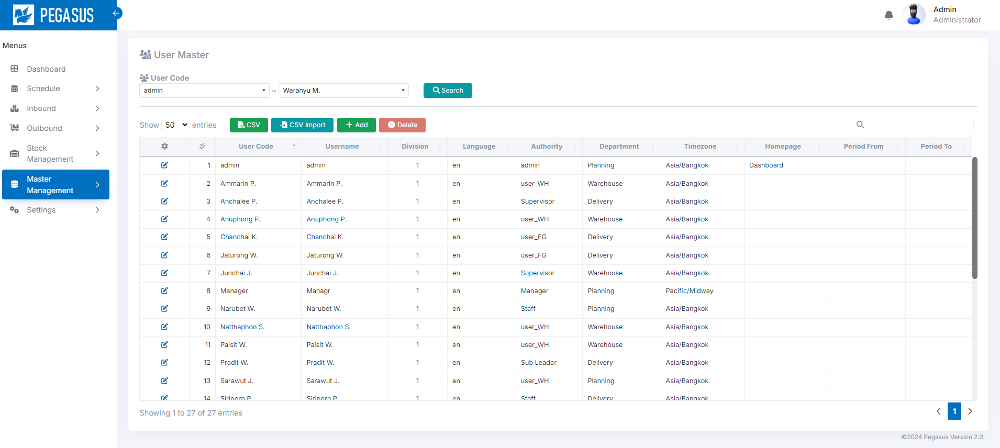 PEGASUS
Admin
Administrator
Menus
Dashboard
Schedule
Inbound
Outbound
Stock
Management
Master
Management
Settings
User Master
User Code
admin ~ Waranyu M. Search
Show 50 entries CSV CSV Import + Add Delete
User Code Username Division Language Authority Department Timezone Homepage Period From Period To
1 admin admin 1 en admin Planning Asia/Bangkok Dashboard
2 Ammarin P. Ammarin P. 1 en user_WH Warehouse Asia/Bangkok
3 Anchalee P. Anchalee P. 1 en Supervisor Delivery Asia/Bangkok
4 Anuphong P. Anuphong P. 1 en user_WH Warehouse Asia/Bangkok
5 Chanchai K. Chanchai K. 1 en user_FG Delivery Asia/Bangkok
6 Jaturong W. Jaturong W. 1 en user_FG Delivery Asia/Bangkok
7 Junchai J. Junchai J. 1 en Supervisor Warehouse Asia/Bangkok
8 Manager Managr 1 en Manager Planning Pacific/Midway
9 Narubet W. Narubet W. 1 en Staff Planning Asia/Bangkok
10 Natthaphon S. Natthaphon S. 1 en user_WH Warehouse Asia/Bangkok
11 Paisit W. Paisit W. 1 en user_WH Warehouse Asia/Bangkok
12 Pradit W. Pradit W. 1 en Sub Leader Delivery Asia/Bangkok
13 Sarawut J. Sarawut J. 1 en user_WH Planning Asia/Bangkok
14 Siriporn P. Siriporn P. 1 en Staff Delivery Asia/Bangkok
Showing 1 to 27 of 27 entries
1
©2024 Pegasus Version 2.0